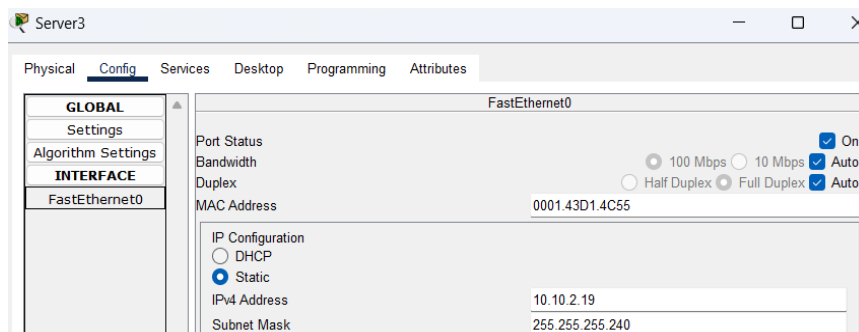 Server3
Physical Config Services Desktop Programming Attributes
GLOBAL
Settings
Algorithm Settings
INTERFACE
FastEthernet0
FastEthernet0
Port Status On
Bandwidth 100 Mbps 10 Mbps Auto
Duplex Half Duplex Full Duplex Auto
MAC Address 0001.43D1.4C55
IP Configuration
DHCP
Static
IPv4 Address 10.10.2.19
Subnet Mask 255.255.255.240